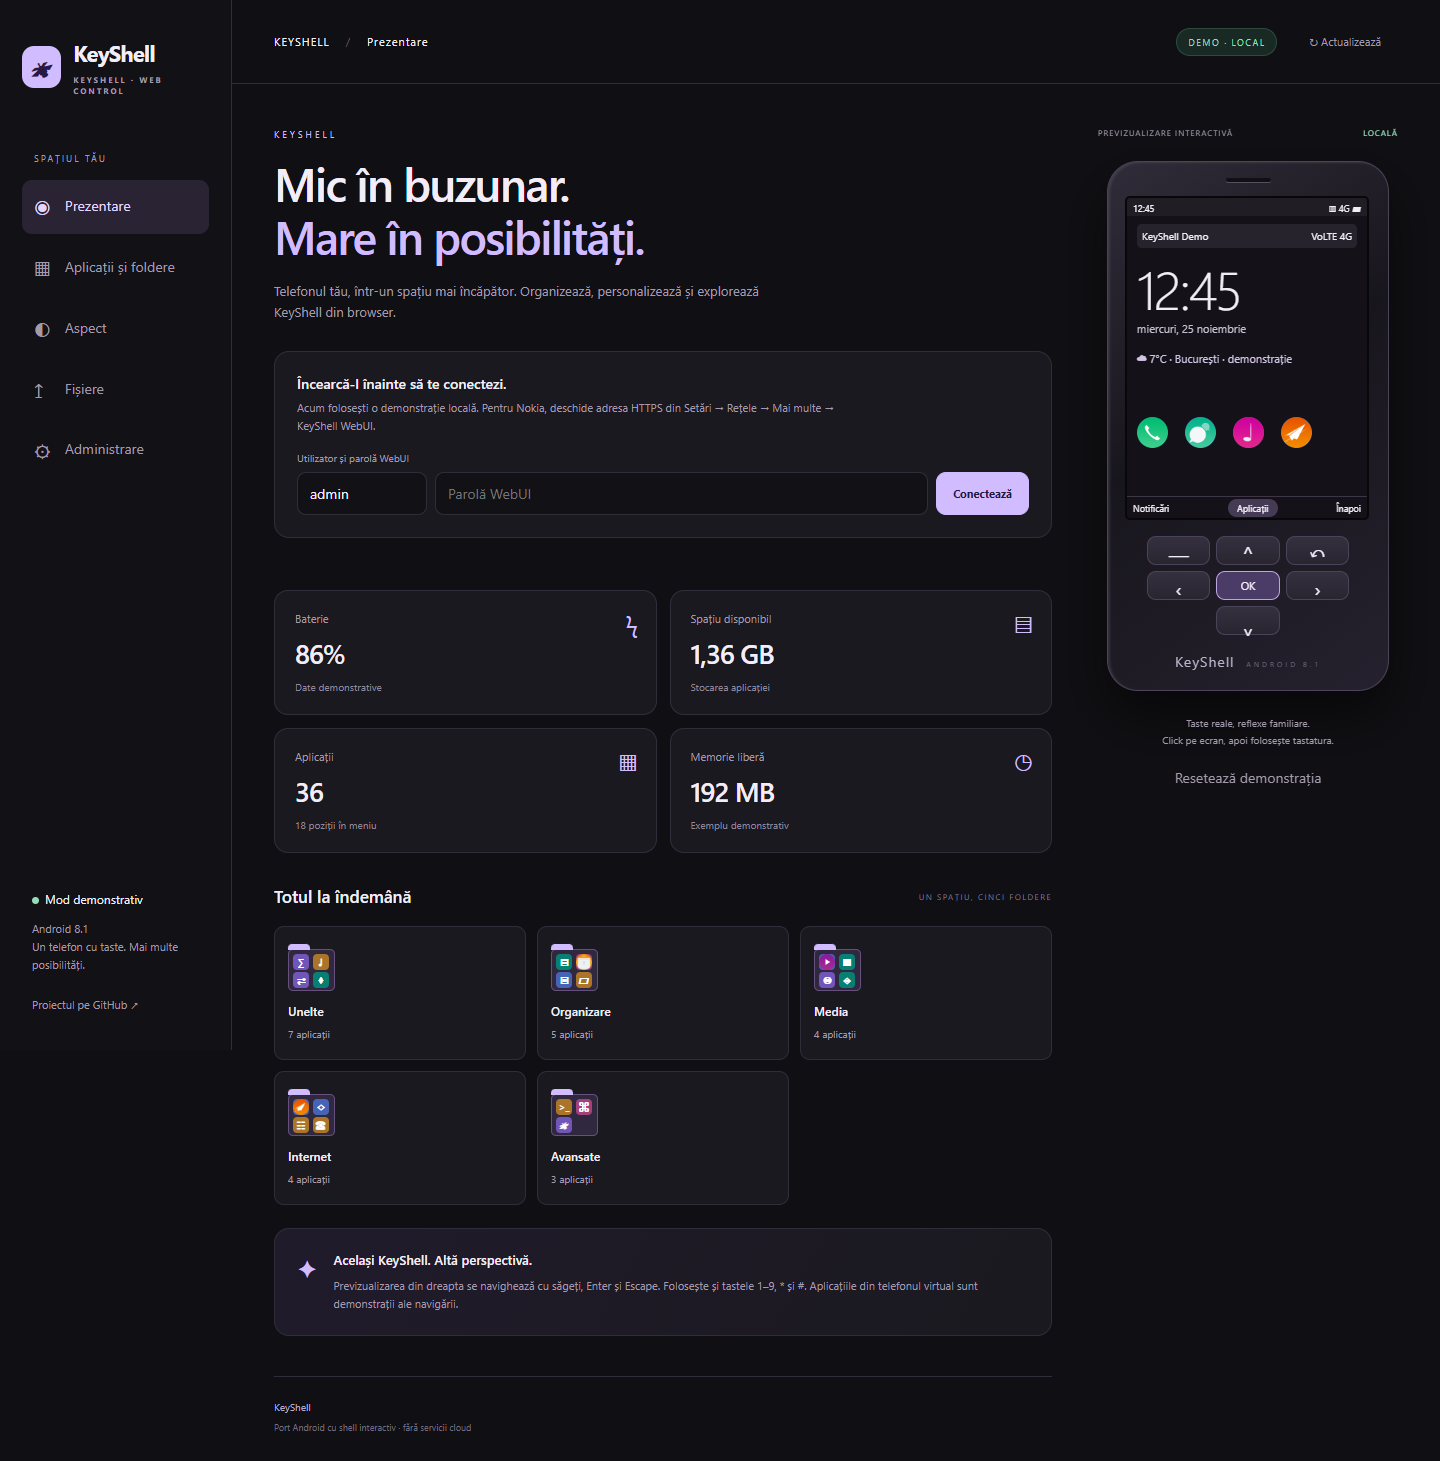 KeyShell
KEYSHELL · WEB
CONTROL
SPAȚIUL TĂU
Prezentare
Aplicații și foldere
Aspect
Fișiere
Administrare
Mod demonstrativ
Android 8.1
Un telefon cu taste. Mai multe
posibilități.
Proiectul pe GitHub ↗
KEYSHELL / Prezentare
DEMO · LOCAL
↻ Actualizează
KEYSHELL
Mic în buzunar.
Mare în posibilități.
Telefonul tău, într-un spațiu mai încăpător. Organizează, personalizează și explorează
KeyShell din browser.
Încearcă-l înainte să te conectezi.
Acum folosești o demonstrație locală. Pentru Nokia, deschide adresa HTTPS din Setări → Rețele → Mai multe →
KeyShell WebUI.
Utilizator și parolă WebUI
admin
Parolă WebUI
Conectează
Baterie
86%
Date demonstrative
Spațiu disponibil
1,36 GB
Stocarea aplicației
Aplicații
36
18 poziții în meniu
Memorie liberă
192 MB
Exemplu demonstrativ
Totul la îndemână
UN SPAȚIU, CINCI FOLDERE
Unelte
7 aplicații
Organizare
5 aplicații
Media
4 aplicații
Internet
4 aplicații
Avansate
3 aplicații
Același KeyShell. Altă perspectivă.
Previzualizarea din dreapta se navighează cu săgeți, Enter și Escape. Folosește și tastele 1–9, * și #. Aplicațiile din telefonul virtual sunt
demonstrații ale navigării.
KeyShell
Port Android cu shell interactiv · fără servicii cloud
PREVIZUALIZARE INTERACTIVĂ
LOCALĂ
12:45
4G
KeyShell Demo
VoLTE 4G
12:45
miercuri, 25 noiembrie
7°C · București · demonstrație
Notificări
Aplicații
Înapoi
OK
KeyShell ANDROID 8.1
Taste reale, reflexe familiare.
Click pe ecran, apoi folosește tastatura.
Resetează demonstrația